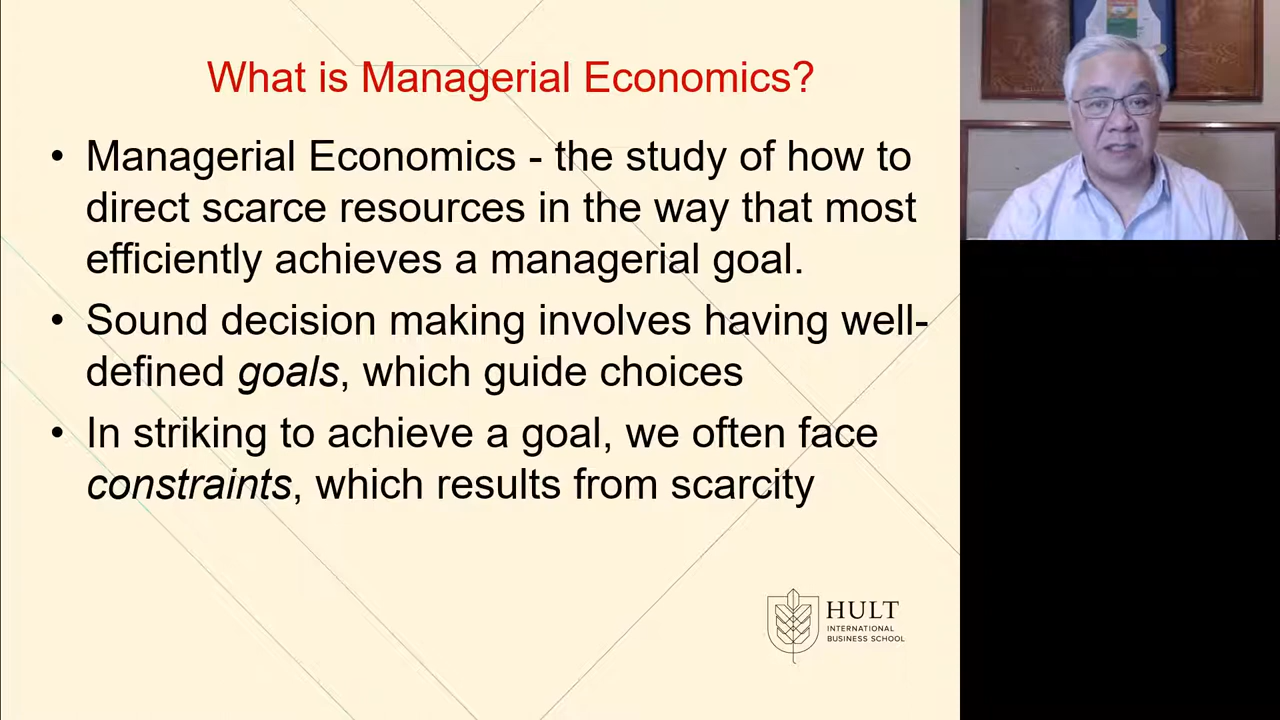 What is Managerial Economics?
• Managerial Economics - the study of how to
direct scarce resources in the way that most
efficiently achieves a managerial goal.
• Sound decision making involves having well-
defined goals, which guide choices
• In striking to achieve a goal, we often face
constraints, which results from scarcity
HULT
INTERNATIONAL
BUSINESS SCHOOL